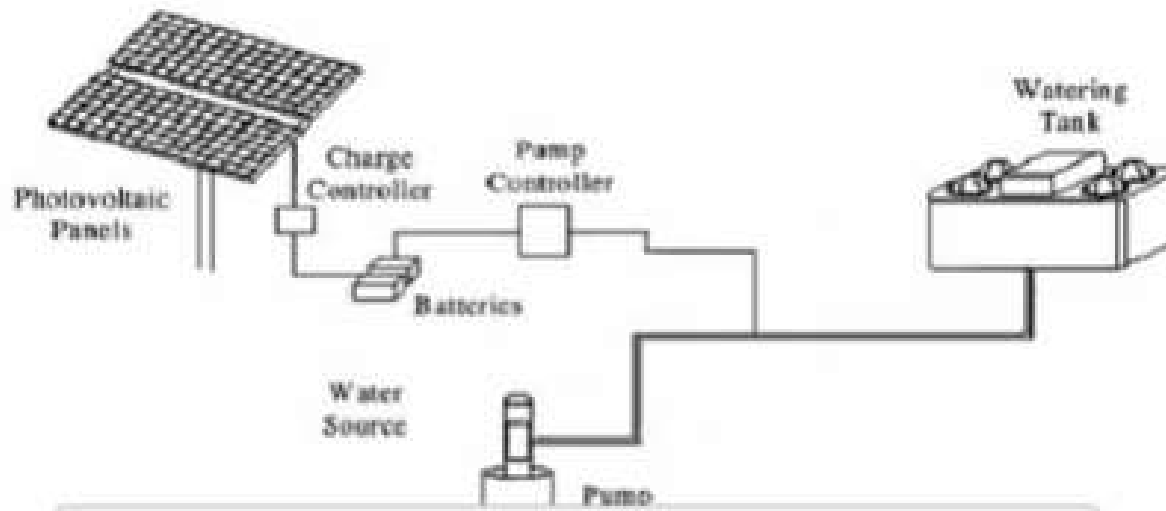 Watering
Tank
Pump
Controller
Charge
Controller
Photovoltaic
Panels
Batteries
Water
Source
Pump